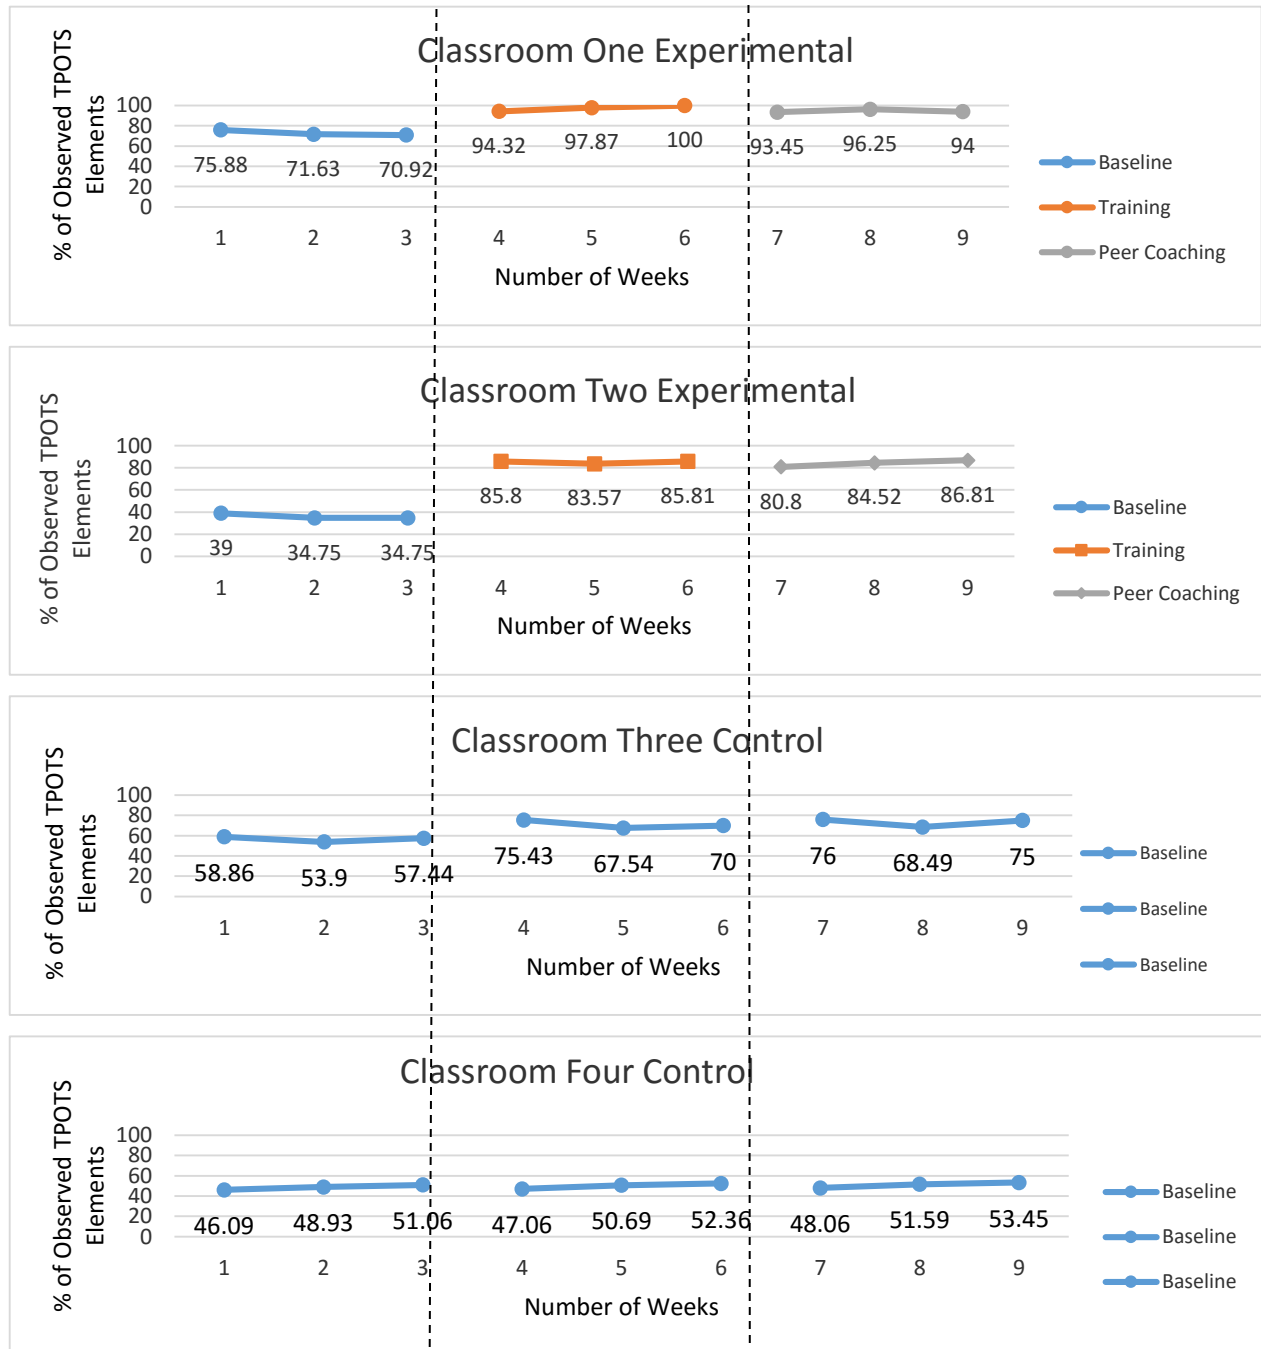 Classroom One Experimental
% of Observed TPOTS
Elements
100
80
60
40
20
0
75.88 71.63 70.92 94.32 97.87 100 93.45 96.25 94
1 2 3 4 5 6 7 8 9
Number of Weeks
Baseline
Training
Peer Coaching
Classroom Two Experimental
% of Observed TPOTS
Elements
100
80
60
40
20
0
39 34.75 34.75 85.8 83.57 85.81 80.8 84.52 86.81
1 2 3 4 5 6 7 8 9
Number of Weeks
Baseline
Training
Peer Coaching
Classroom Three Control
% of Observed TPOTS
Elements
100
80
60
40
20
0
58.86 53.9 57.44 75.43 67.54 70 76 68.49 75
1 2 3 4 5 6 7 8 9
Number of Weeks
Baseline
Baseline
Baseline
Classroom Four Control
% of Observed TPOTS
Elements
100
80
60
40
20
0
46.09 48.93 51.06 47.06 50.69 52.36 48.06 51.59 53.45
1 2 3 4 5 6 7 8 9
Number of Weeks
Baseline
Baseline
Baseline